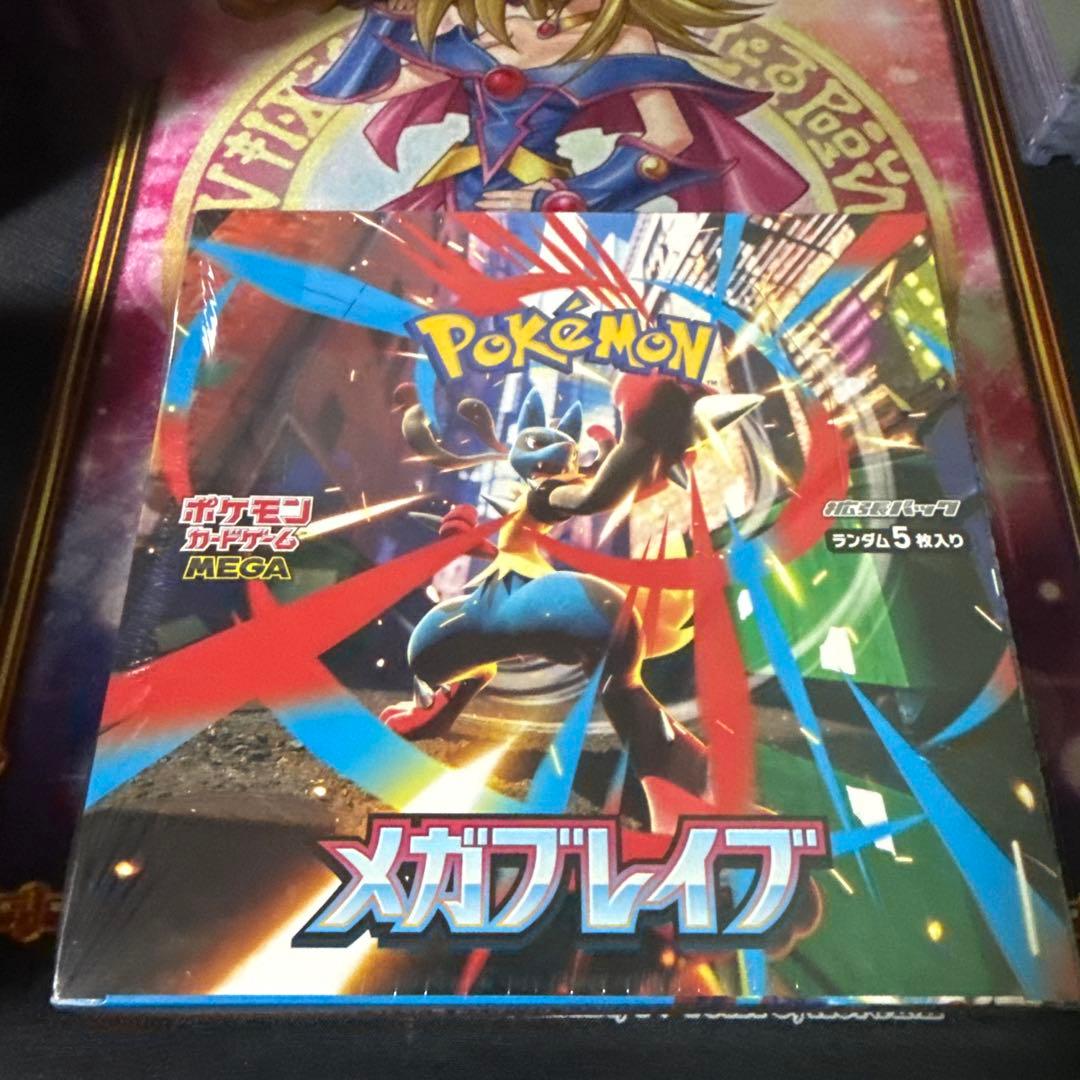 POKéMON
TM
ポケモン
カードゲーム
MEGA
拡張パック
ランダム5枚入り
メガブレイブ